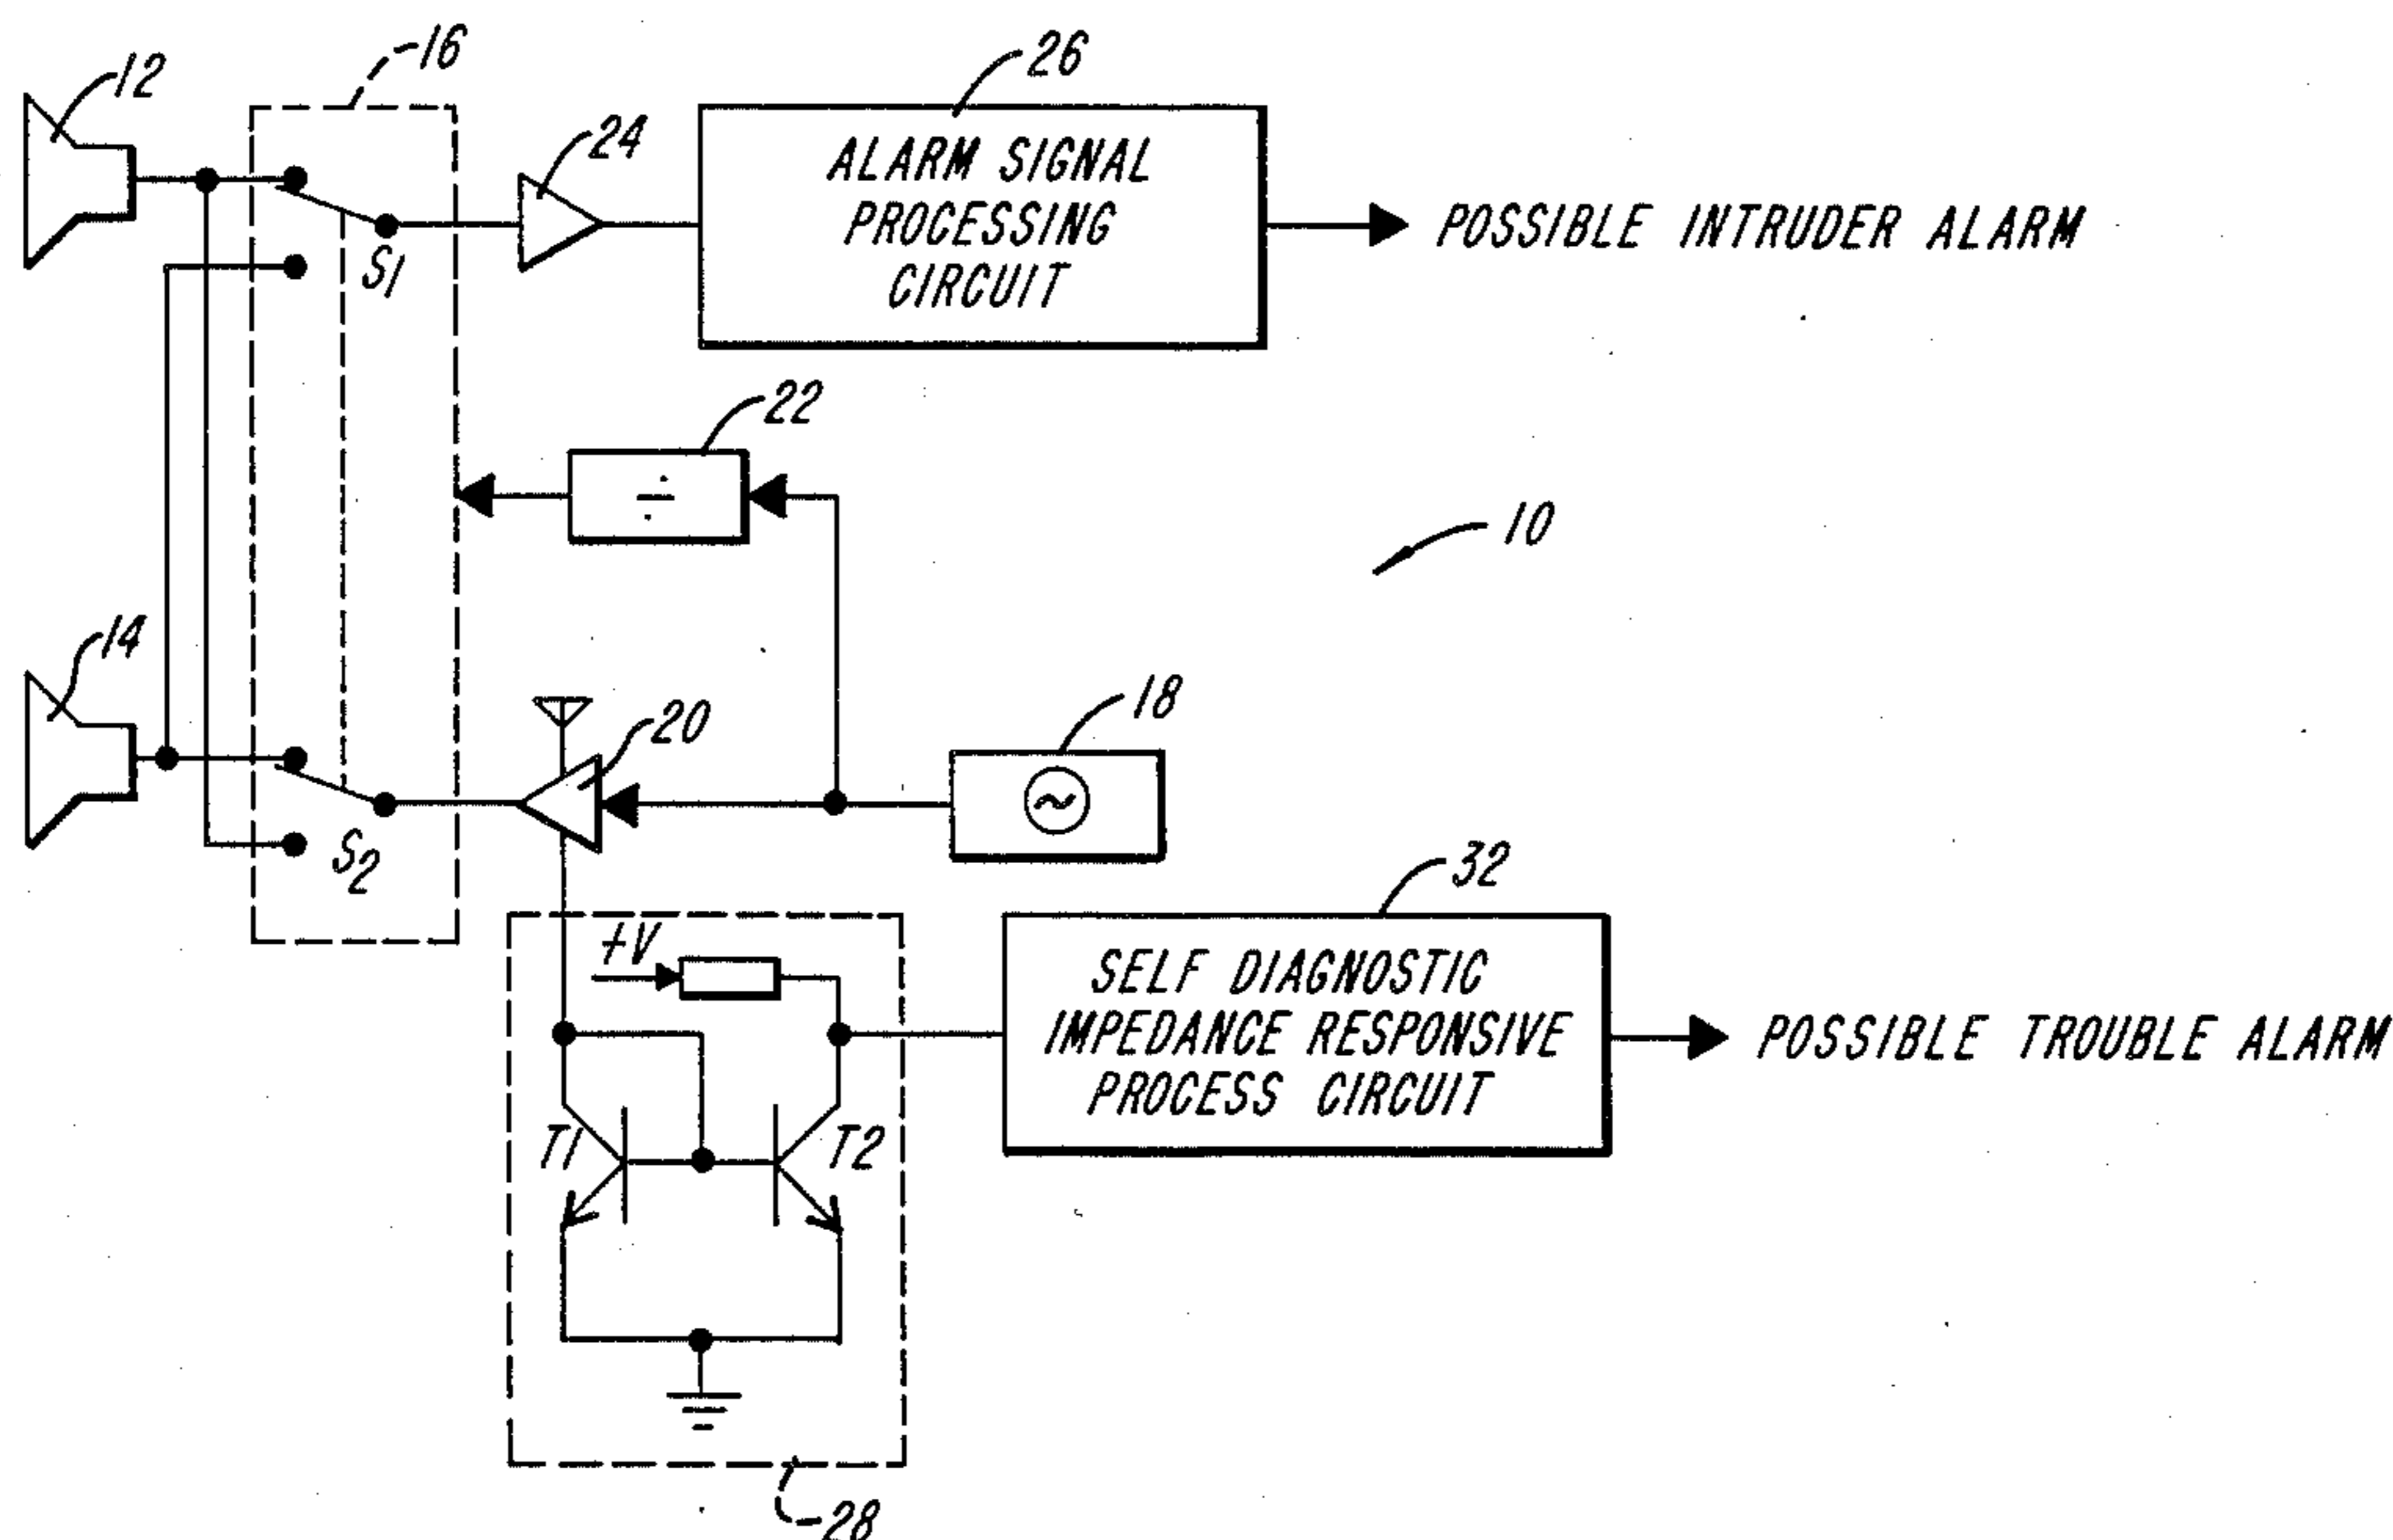 16
12
26
24
ALARM SIGNAL
PROCESSING
CIRCUIT
POSSIBLE INTRUDER ALARM
S1
22
÷
10
14
18
20
~
S2
32
+V
SELF DIAGNOSTIC
IMPEDANCE RESPONSIVE
PROCESS CIRCUIT
POSSIBLE TROUBLE ALARM
T1
T2
28